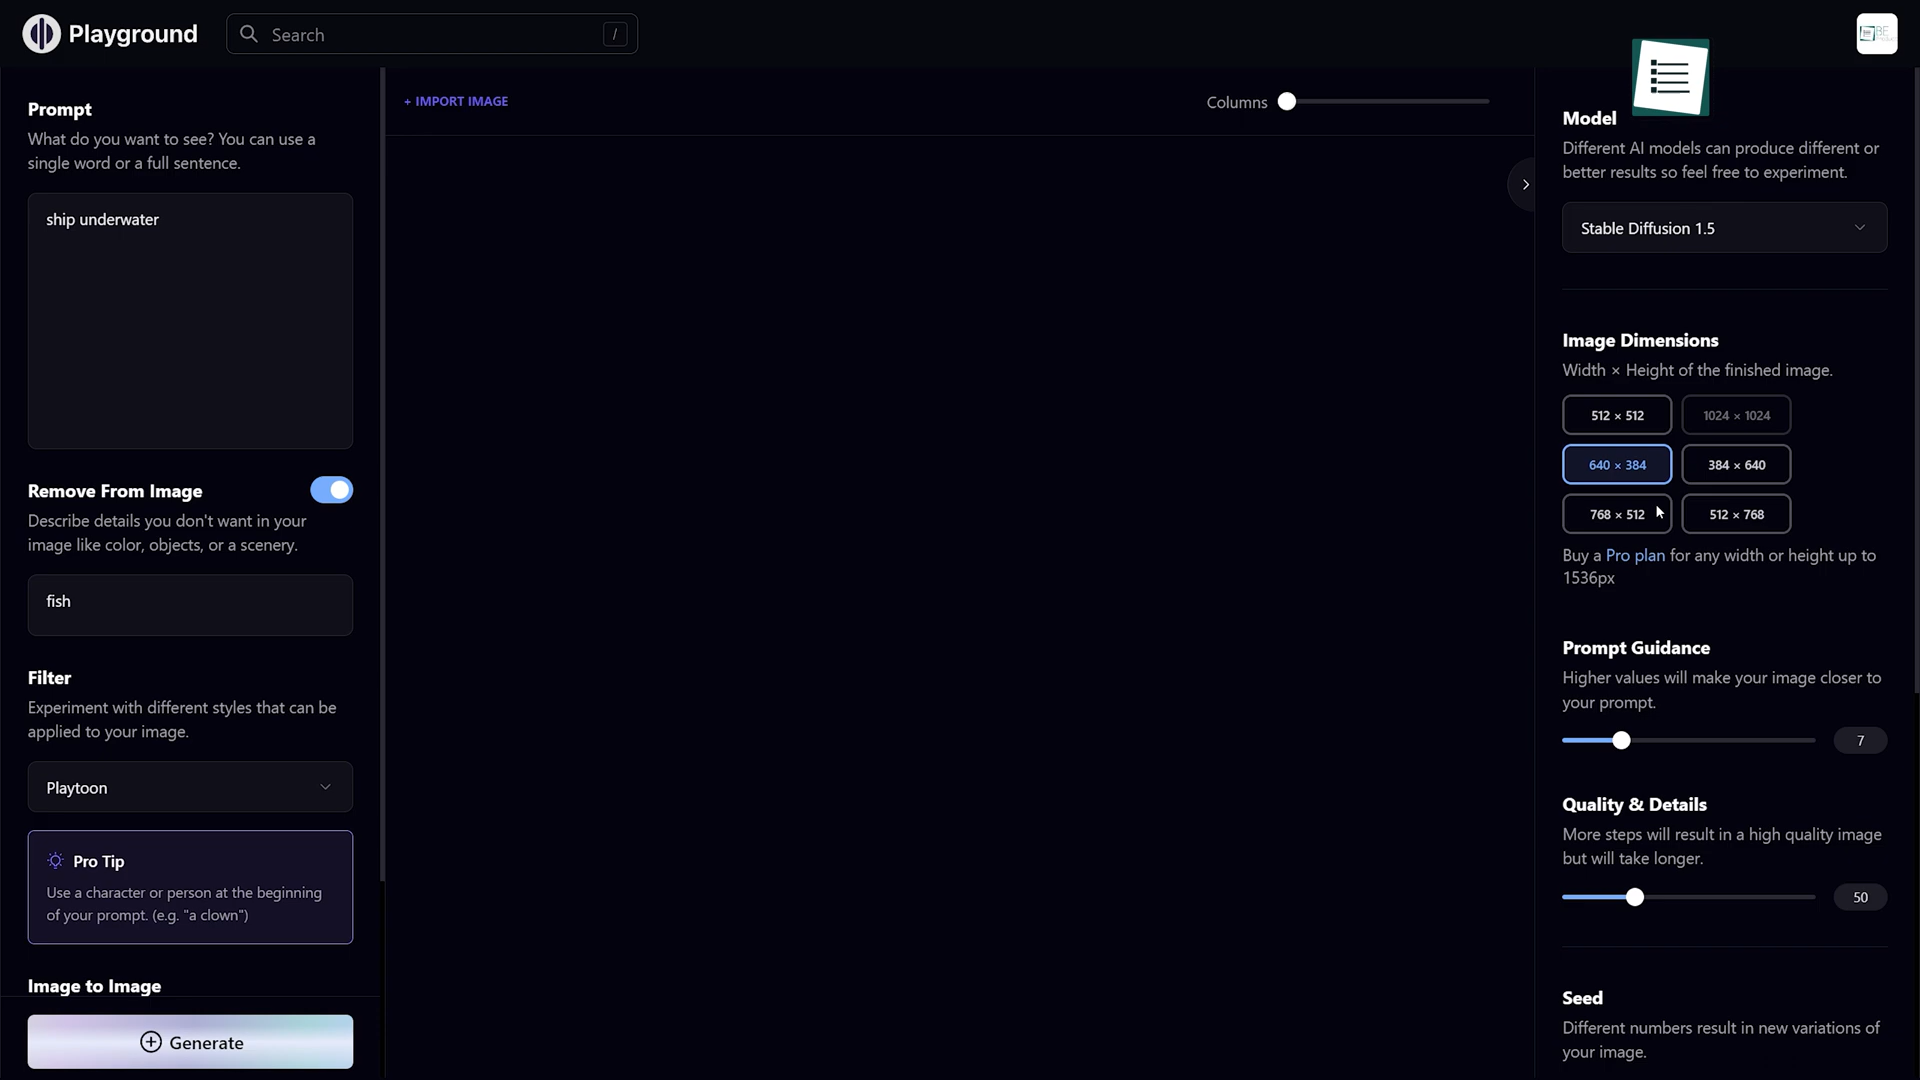 Playground
Search
/
BE
Prompt
What do you want to see? You can use a
single word or a full sentence.
ship underwater
Remove From Image
Describe details you don't want in your
image like color, objects, or a scenery.
fish
Filter
Experiment with different styles that can be
applied to your image.
Playtoon
Pro Tip
Use a character or person at the beginning
of your prompt. (e.g. "a clown")
Image to Image
Generate
+ IMPORT IMAGE
Columns
Model
Different AI models can produce different or
better results so feel free to experiment.
Stable Diffusion 1.5
Image Dimensions
Width × Height of the finished image.
512 × 512
1024 × 1024
640 × 384
384 × 640
768 × 512
512 × 768
Buy a Pro plan for any width or height up to
1536px
Prompt Guidance
Higher values will make your image closer to
your prompt.
7
Quality & Details
More steps will result in a high quality image
but will take longer.
50
Seed
Different numbers result in new variations of
your image.